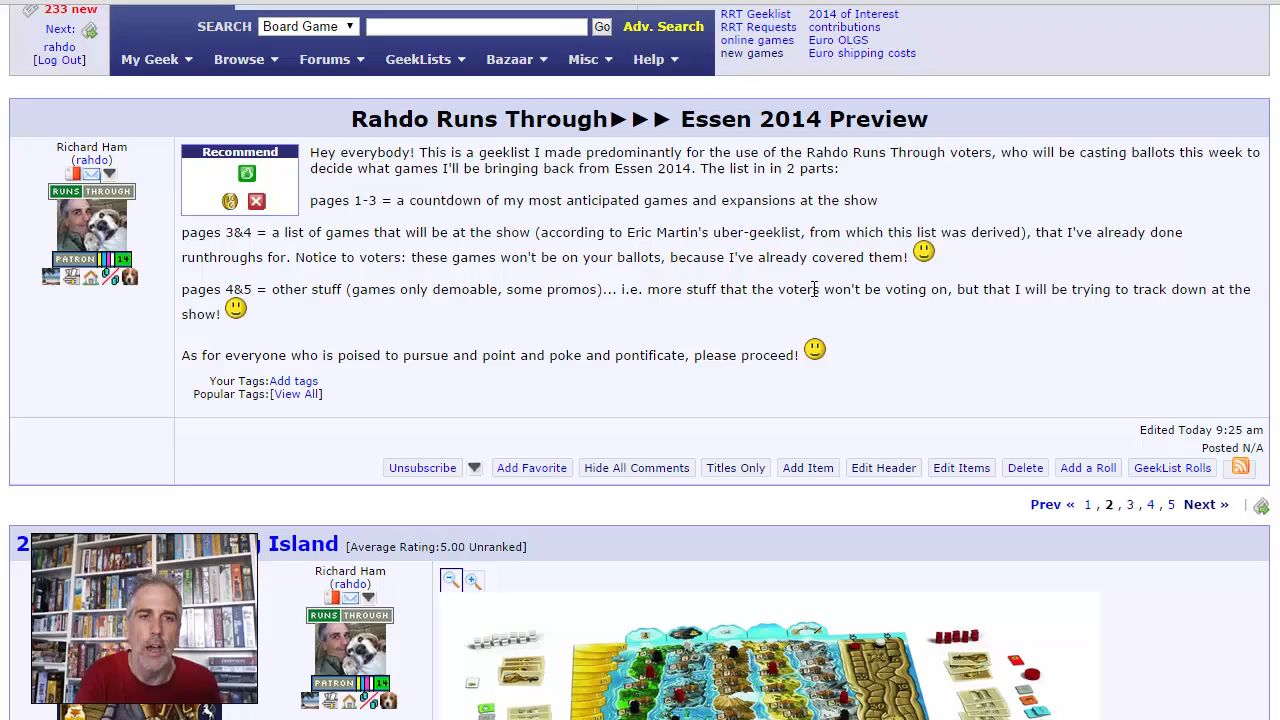 233 new
Next:
rahdo
[Log Out]
SEARCH Board Game Go Adv. Search
My Geek Browse Forums GeekLists Bazaar Misc Help
RRT Geeklist
RRT Requests
online games
new games
2014 of Interest
contributions
Euro OLGS
Euro shipping costs
Rahdo Runs Through►►► Essen 2014 Preview
Richard Ham
(rahdo)
RUNS THROUGH
PATRON 14
Recommend
Hey everybody! This is a geeklist I made predominantly for the use of the Rahdo Runs Through voters, who will be casting ballots this week to
decide what games I'll be bringing back from Essen 2014. The list in in 2 parts:
pages 1-3 = a countdown of my most anticipated games and expansions at the show
pages 3&4 = a list of games that will be at the show (according to Eric Martin's uber-geeklist, from which this list was derived), that I've already done
runthroughs for. Notice to voters: these games won't be on your ballots, because I've already covered them!
pages 4&5 = other stuff (games only demoable, some promos)... i.e. more stuff that the voters won't be voting on, but that I will be trying to track down at the
show!
As for everyone who is poised to pursue and point and poke and pontificate, please proceed!
Your Tags:Add tags
Popular Tags:[View All]
Edited Today 9:25 am
Posted N/A
Unsubscribe Add Favorite Hide All Comments Titles Only Add Item Edit Header Edit Items Delete Add a Roll GeekList Rolls
Prev « 1 , 2 , 3 , 4 , 5 Next » |
2 Island [Average Rating:5.00 Unranked]
Richard Ham
(rahdo)
RUNS THROUGH
PATRON 14